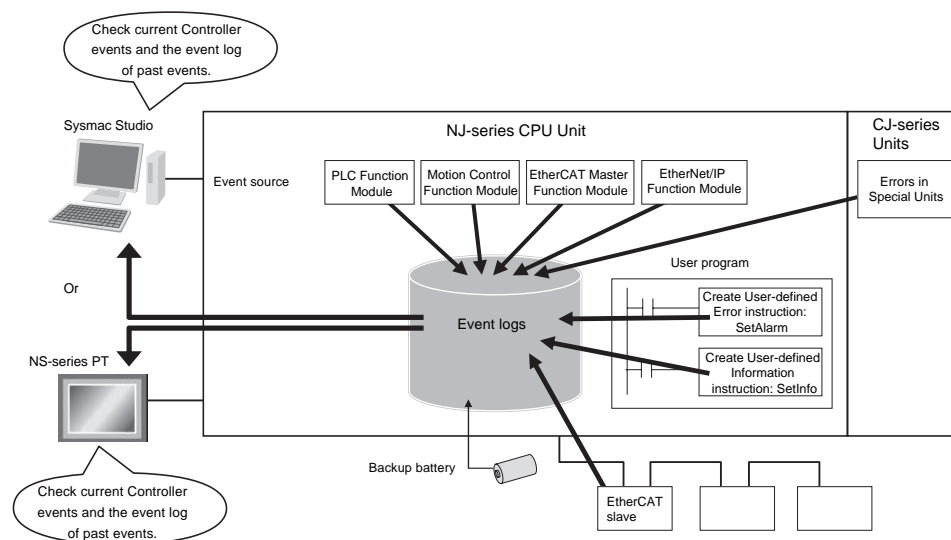 Check current Controller
events and the event log
of past events.
Sysmac Studio
NJ-series CPU Unit
CJ-series
Units
Event source
PLC Function
Module
Motion Control
Function Module
EtherCAT Master
Function Module
EtherNet/IP
Function Module
Errors in
Special Units
User program
Or
Event logs
Create User-defined
Error instruction:
SetAlarm
Create User-defined
Information
instruction: SetInfo
NS-series PT
Backup battery
Check current Controller
events and the event log
of past events.
EtherCAT
slave